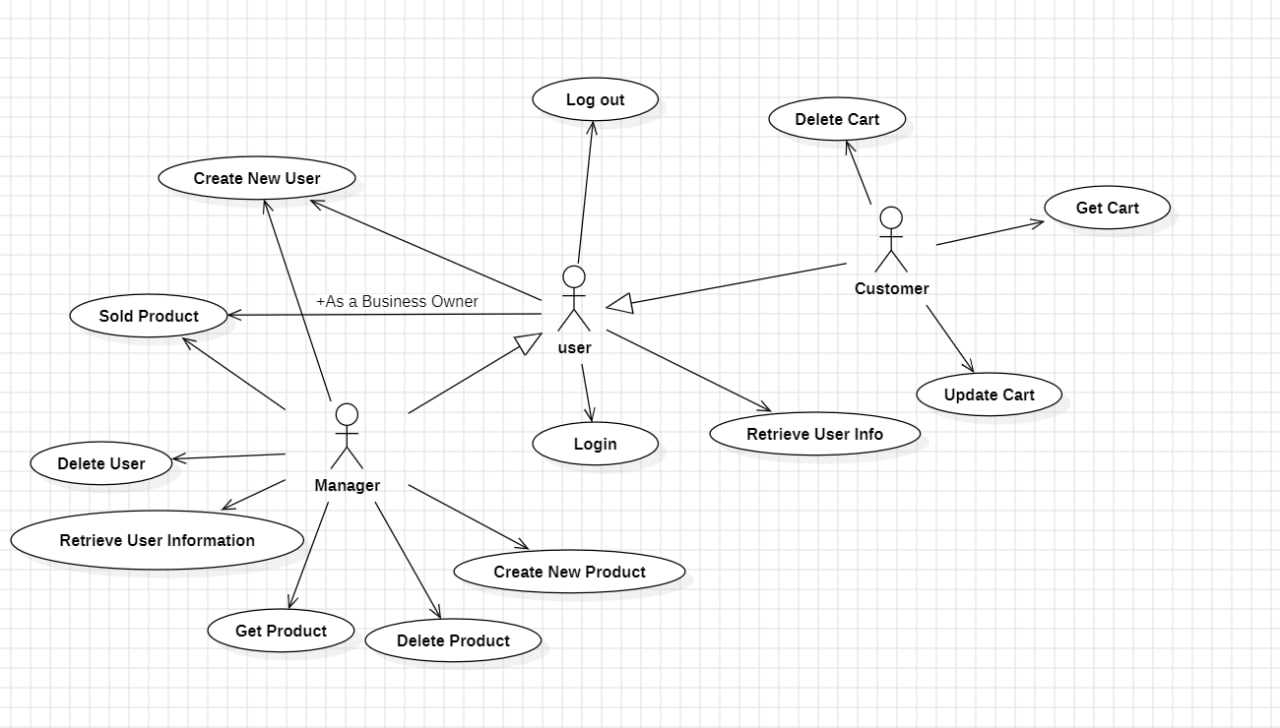 Log out
Delete Cart
Create New User
Get Cart
Customer
+As a Business Owner
Sold Product
user
Update Cart
Login
Retrieve User Info
Delete User
Manager
Retrieve User Information
Create New Product
Get Product
Delete Product